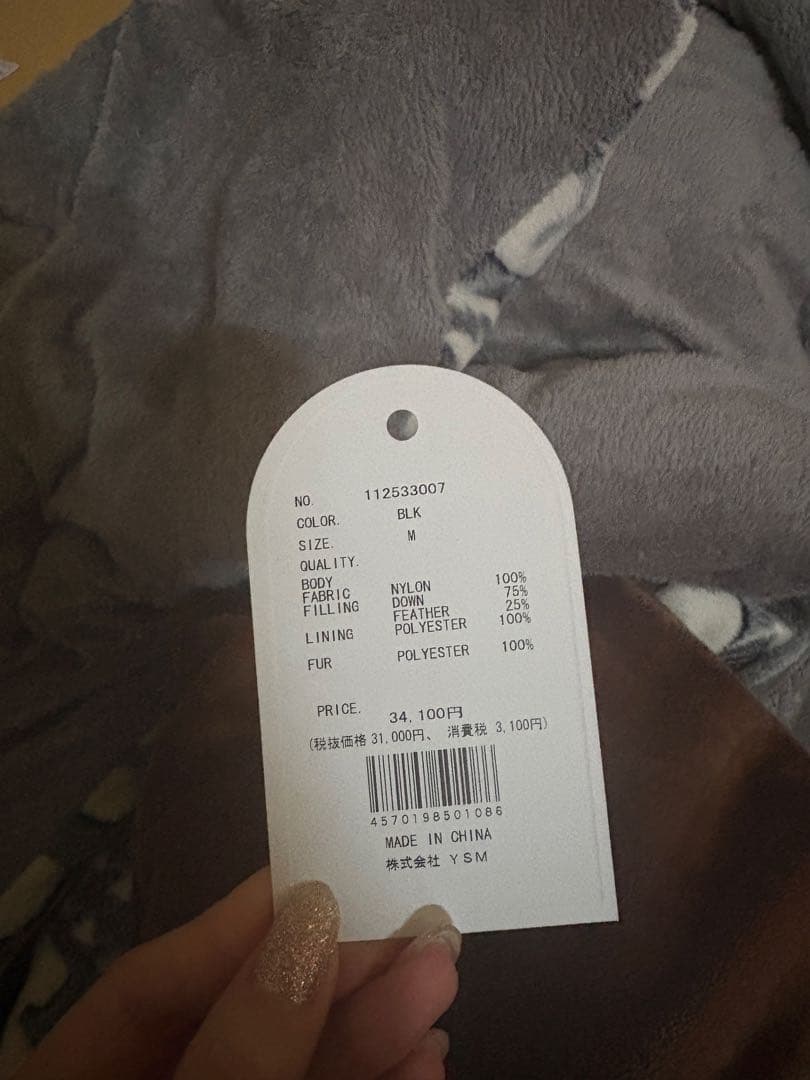 NO. 112533007
COLOR. BLK
SIZE. M
QUALITY.
BODY
FABRIC NYLON 100%
FILLING DOWN 75%
FEATHER 25%
LINING POLYESTER 100%
FUR POLYESTER 100%
PRICE. 34,100円
(税抜価格 31,000円、 消費税 3,100円)
4570198501086
MADE IN CHINA
株式会社 YSM